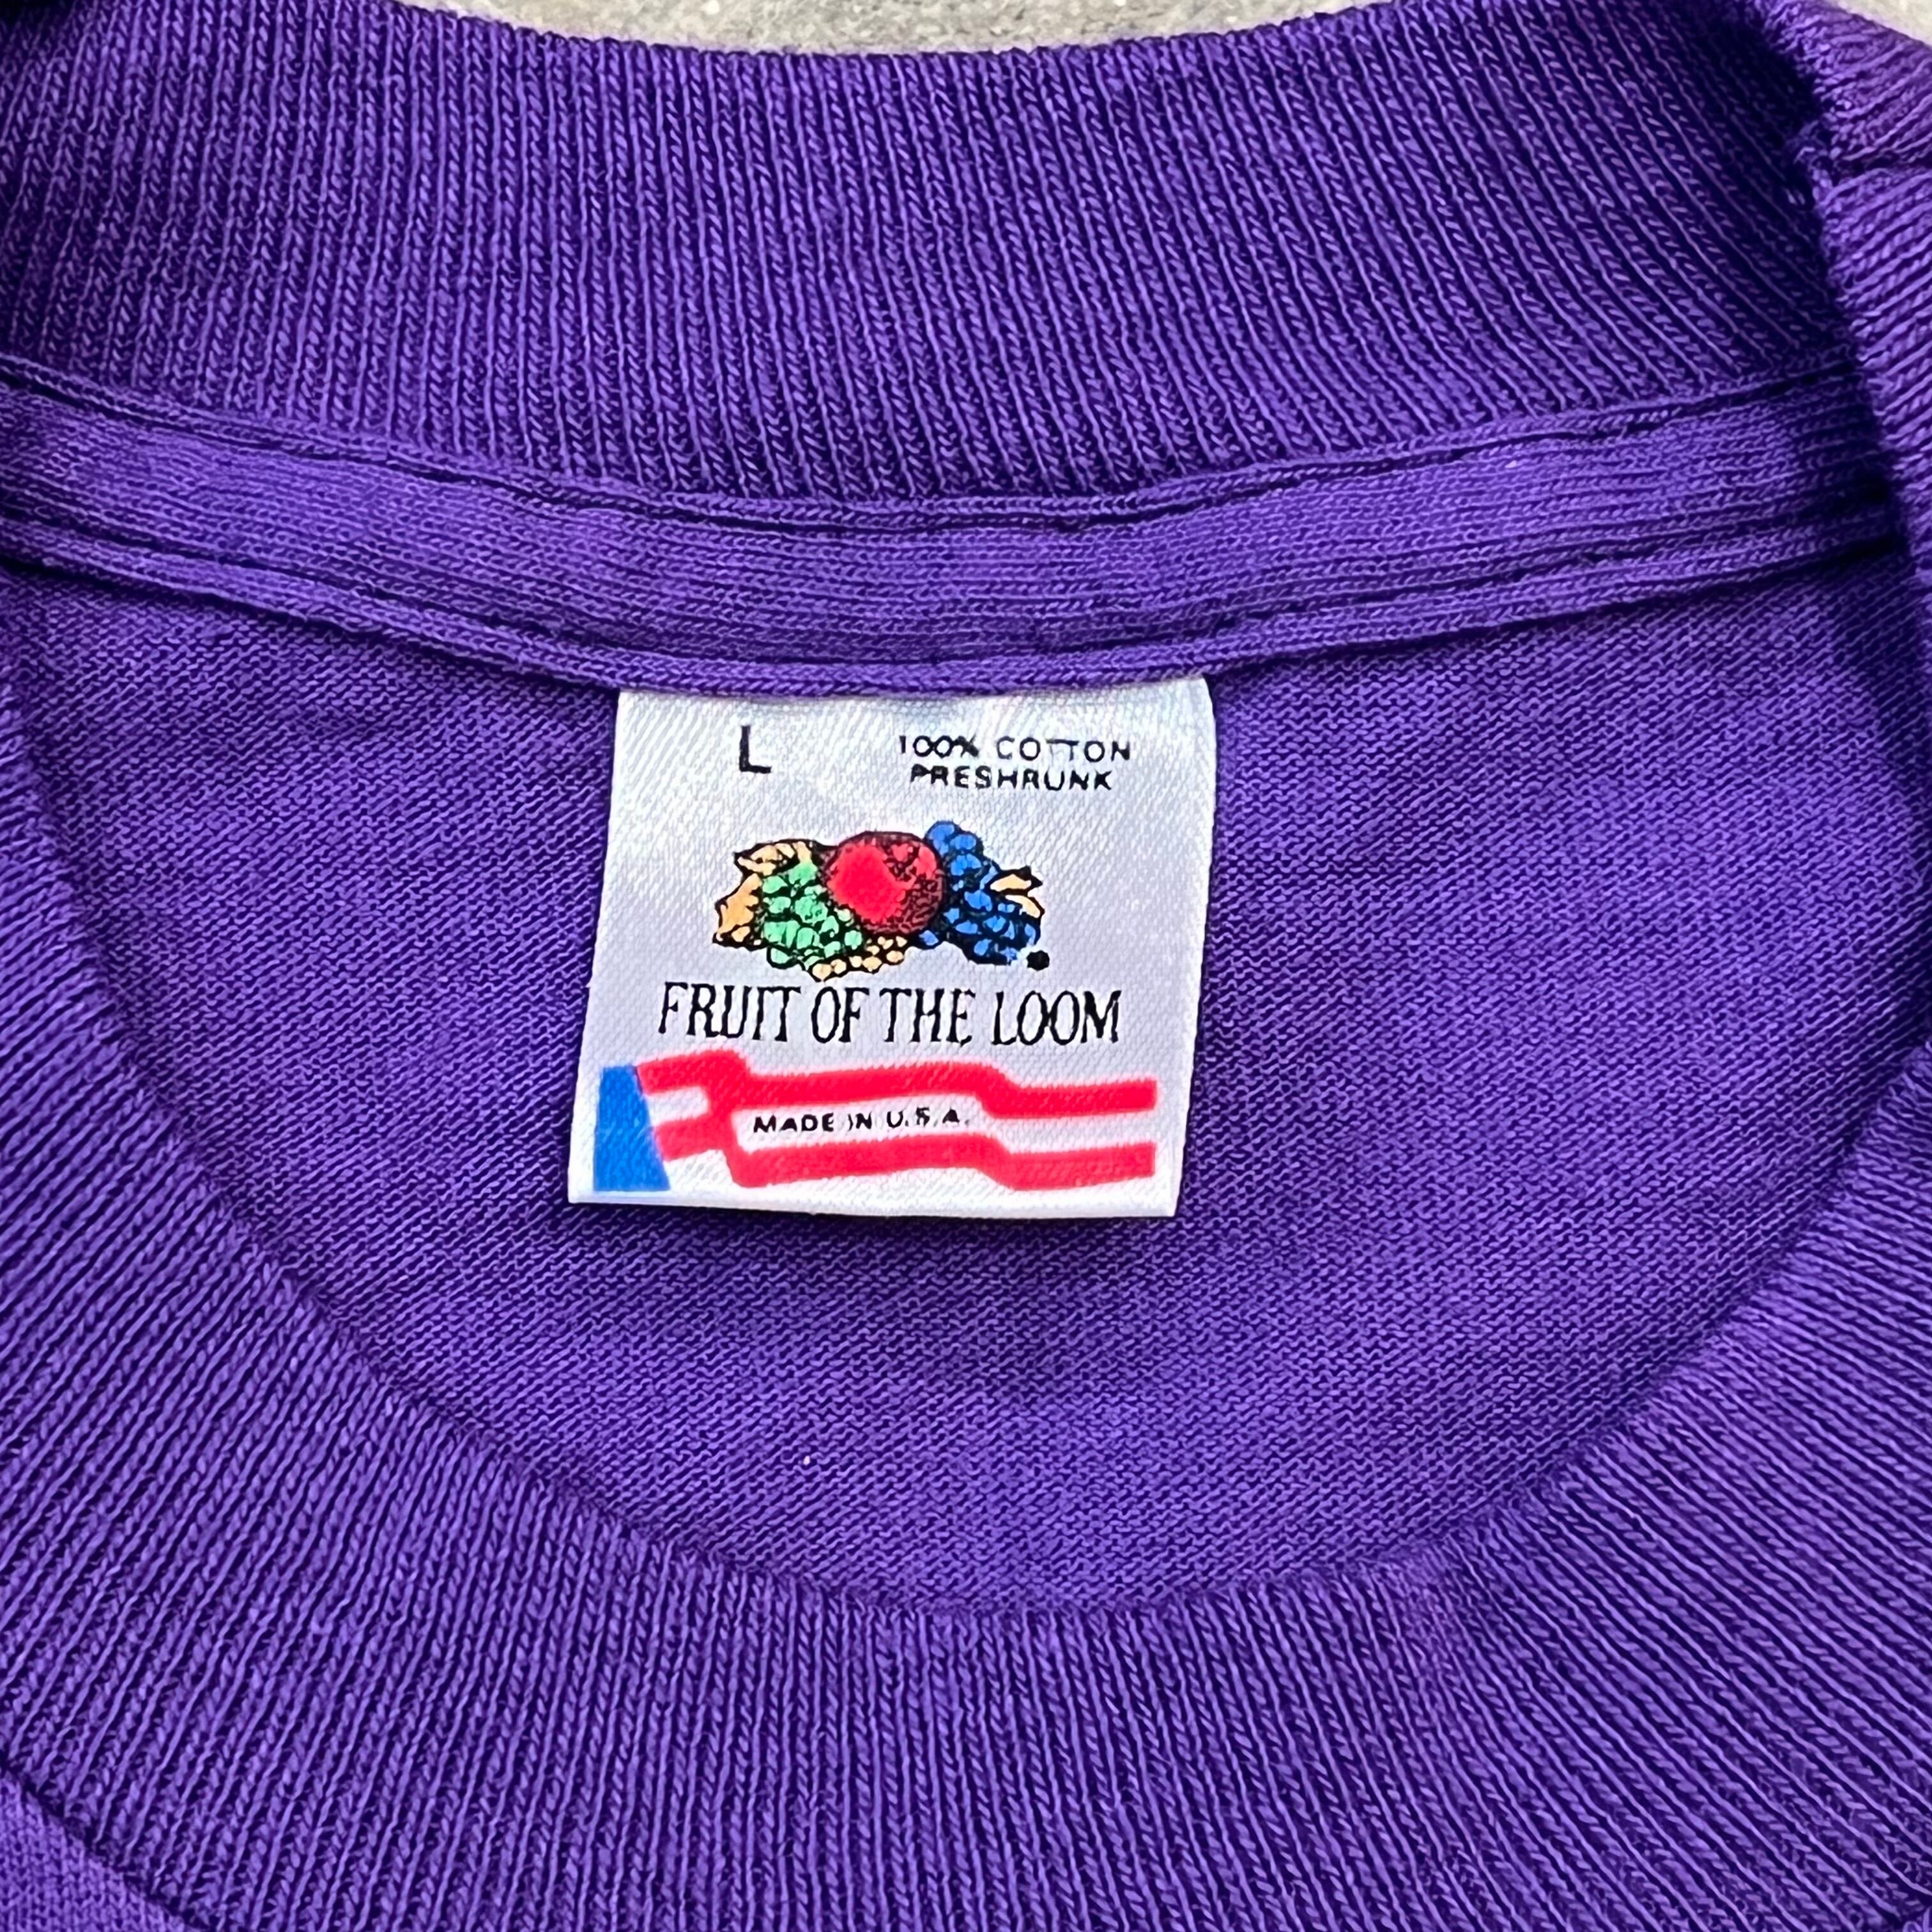 L
100% COTTON
PRESHRUNK
FRUIT OF THE LOOM
MADE IN U.S.A.